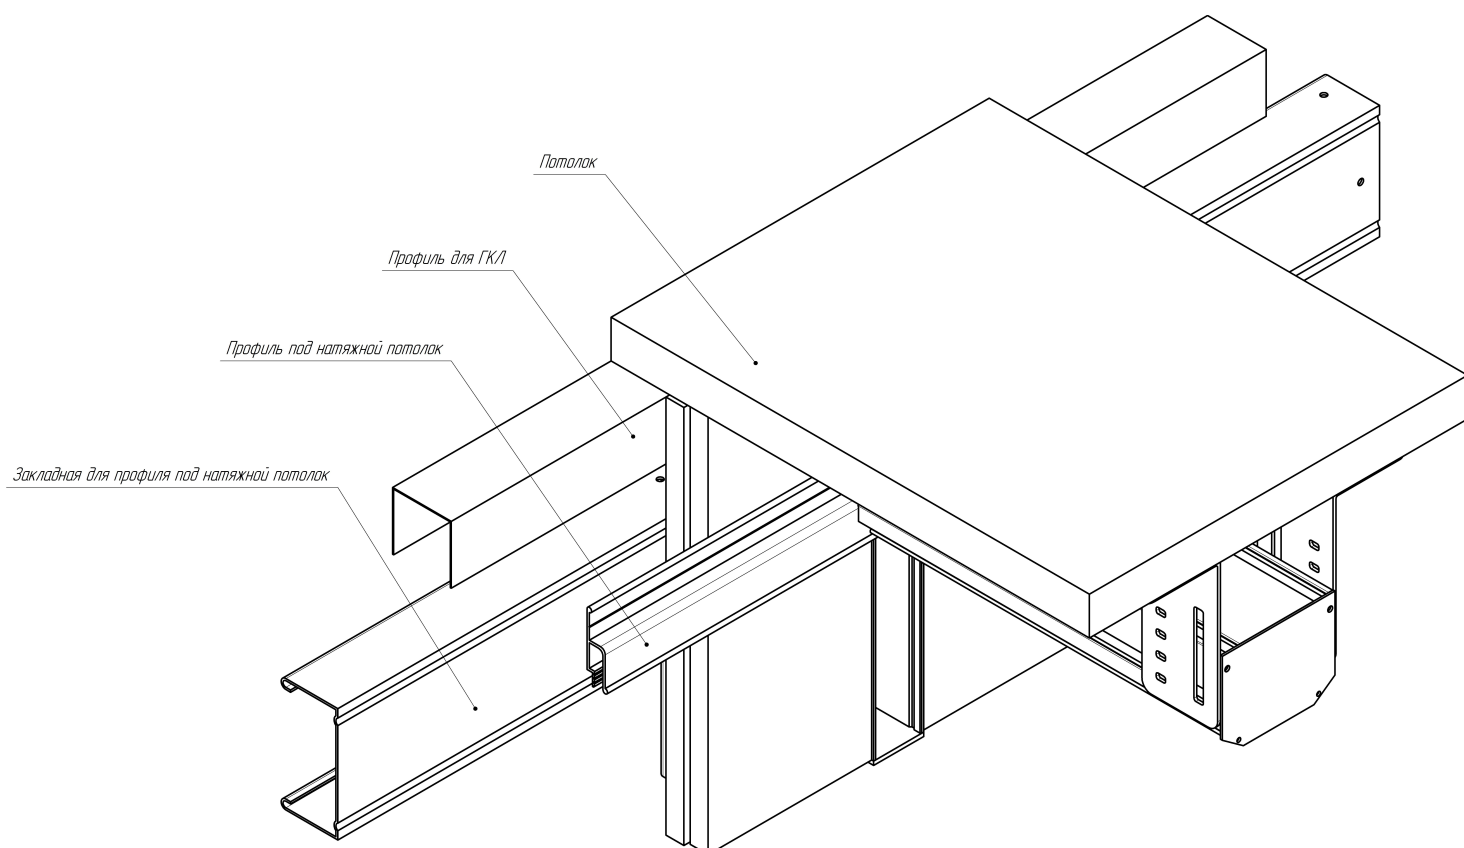 Потолок
Профиль для ГКЛ
Профиль под натяжной потолок
Закладная для профиля под натяжной потолок